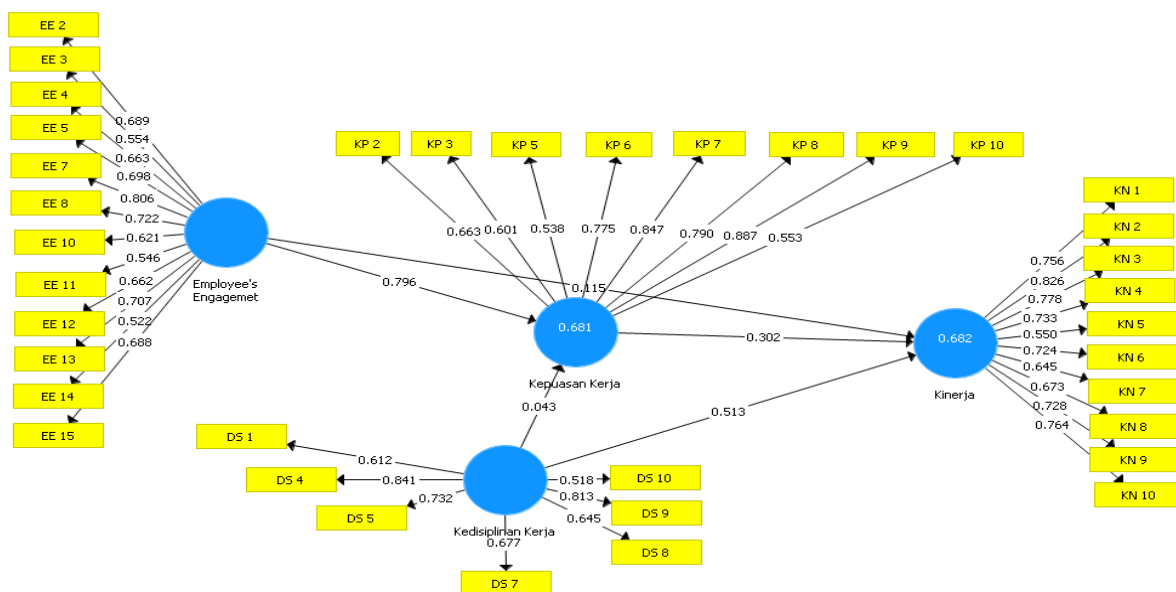 EE 2
EE 3
EE 4
EE 5
EE 7
EE 8
EE 10
EE 11
EE 12
EE 13
EE 14
EE 15
0.689
0.554
0.663
0.698
0.806
0.722
0.621
0.546
0.662
0.707
0.522
0.688
Employee's
Engagemet
KP 2
KP 3
KP 5
KP 6
KP 7
KP 8
KP 9
KP 10
0.663
0.601
0.538
0.775
0.847
0.790
0.887
0.553
0.796
0.115
0.681
Kepuasan Kerja
0.302
0.043
0.513
0.682
Kinerja
KN 1
KN 2
KN 3
KN 4
KN 5
KN 6
KN 7
KN 8
KN 9
KN 10
0.756
0.826
0.778
0.733
0.550
0.724
0.645
0.673
0.728
0.764
DS 1
DS 4
DS 5
DS 7
DS 8
DS 9
DS 10
0.612
0.841
0.732
0.677
0.645
0.813
0.518
Kedisiplinan Kerja